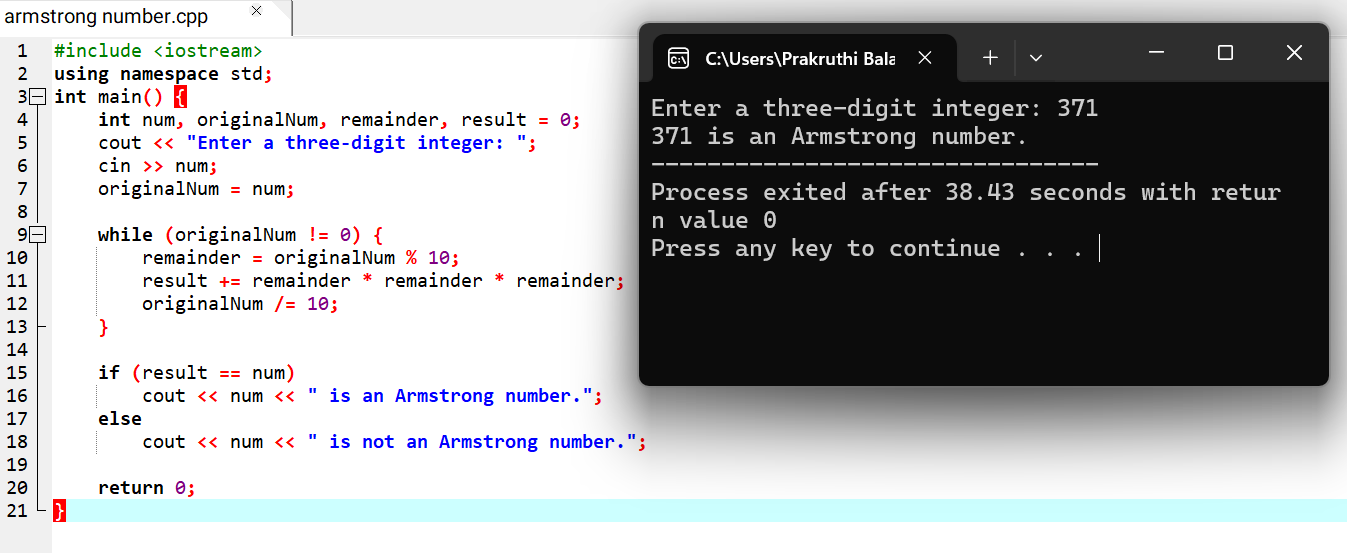 armstrong number.cpp
1 #include <iostream>
2 using namespace std;
3 int main() {
4     int num, originalNum, remainder, result = 0;
5     cout << "Enter a three-digit integer: ";
6     cin >> num;
7     originalNum = num;
8
9     while (originalNum != 0) {
10         remainder = originalNum % 10;
11         result += remainder * remainder * remainder;
12         originalNum /= 10;
13     }
14
15     if (result == num)
16         cout << num << " is an Armstrong number.";
17     else
18         cout << num << " is not an Armstrong number.";
19
20     return 0;
21 }
C:\Users\Prakruthi Bala
Enter a three-digit integer: 371
371 is an Armstrong number.
--------------------------------
Process exited after 38.43 seconds with retur
n value 0
Press any key to continue . . .